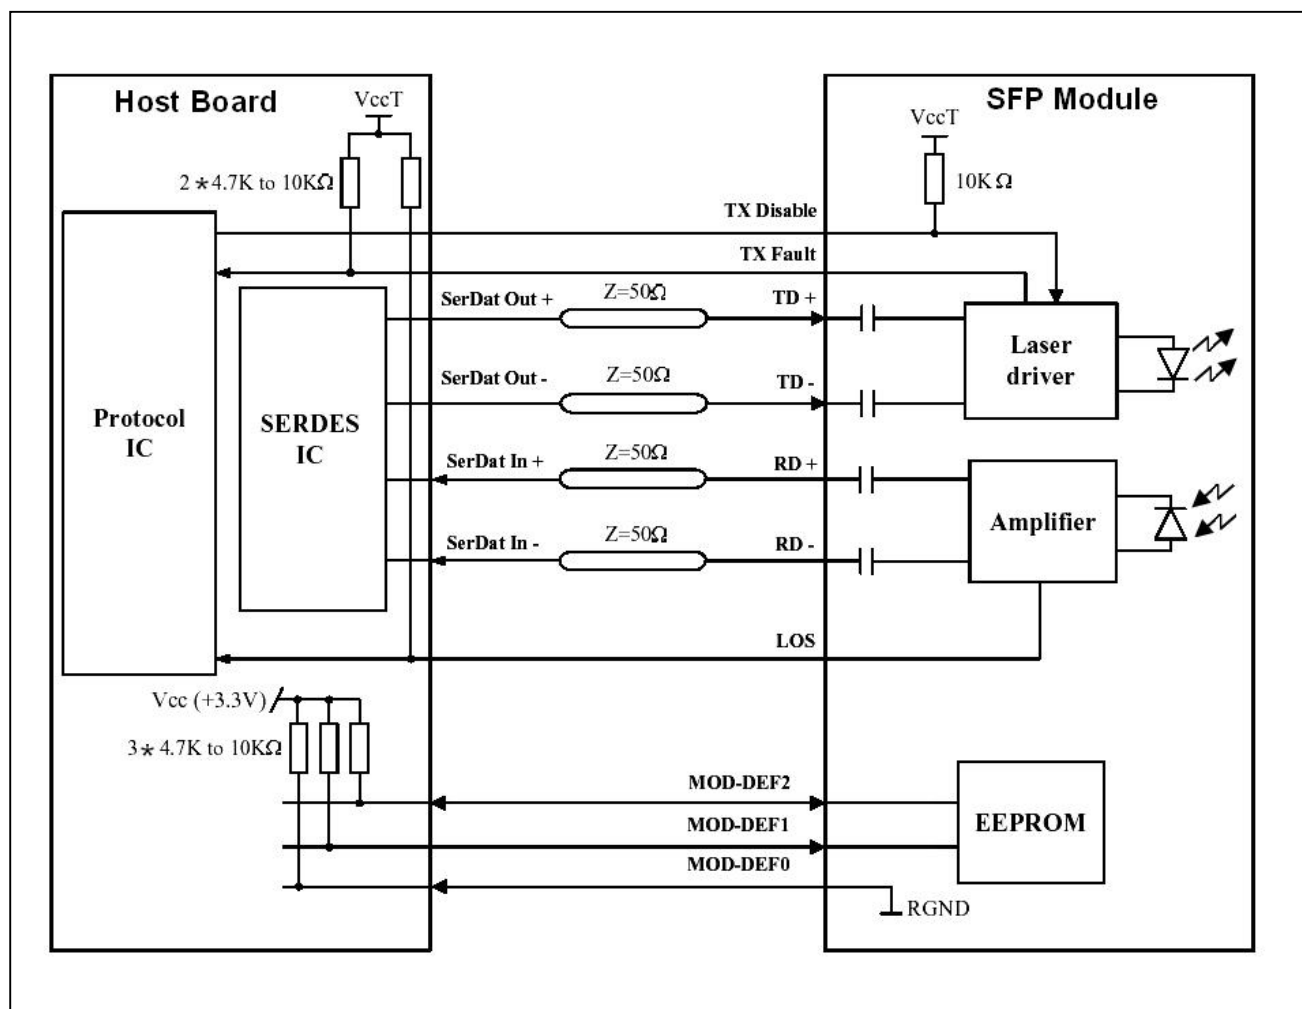 Host Board
SFP Module
VccT
VccT
2*4.7K to 10KΩ
10KΩ
TX Disable
TX Fault
SerDat Out +
Z=50Ω
TD +
Laser
driver
SerDat Out -
Z=50Ω
TD -
Protocol
IC
SERDES
IC
SerDat In +
Z=50Ω
RD +
Amplifier
SerDat In -
Z=50Ω
RD -
LOS
Vcc (+3.3V)
3* 4.7K to 10KΩ
MOD-DEF2
MOD-DEF1
MOD-DEF0
EEPROM
RGND